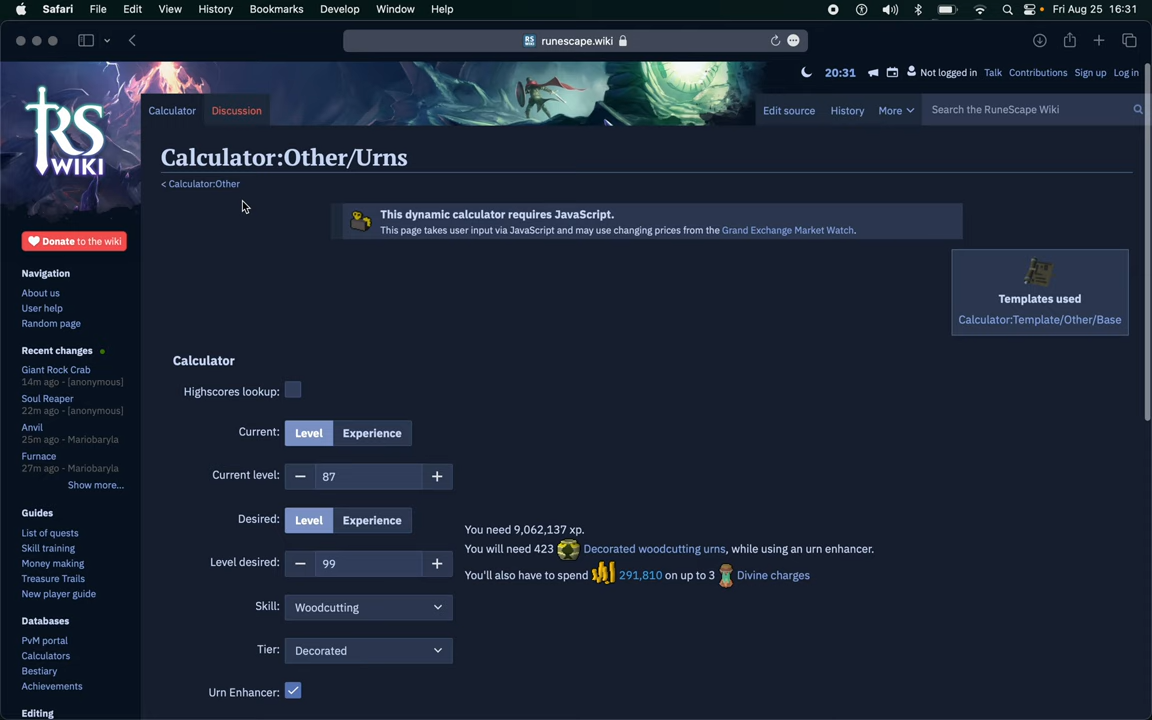 Safari File Edit View History Bookmarks Develop Window Help Fri Aug 25 16:31
RS runescape.wiki
20:31 Not logged in Talk Contributions Sign up Log in
RS WIKI
Calculator Discussion Edit source History More Search the RuneScape Wiki
Calculator:Other/Urns
< Calculator:Other
This dynamic calculator requires JavaScript.
This page takes user input via JavaScript and may use changing prices from the Grand Exchange Market Watch.
Templates used
Calculator:Template/Other/Base
Donate to the wiki
Navigation
About us
User help
Random page
Recent changes
Giant Rock Crab
14m ago - [anonymous]
Soul Reaper
22m ago - [anonymous]
Anvil
25m ago - Mariobaryla
Furnace
27m ago - Mariobaryla
Show more...
Guides
List of quests
Skill training
Money making
Treasure Trails
New player guide
Databases
PvM portal
Calculators
Bestiary
Achievements
Editing
Calculator
Highscores lookup:
Current: Level Experience
Current level: − 87 +
Desired: Level Experience
Level desired: − 99 +
Skill: Woodcutting
Tier: Decorated
Urn Enhancer:
You need 9,062,137 xp.
You will need 423 Decorated woodcutting urns, while using an urn enhancer.
You'll also have to spend 291,810 on up to 3 Divine charges